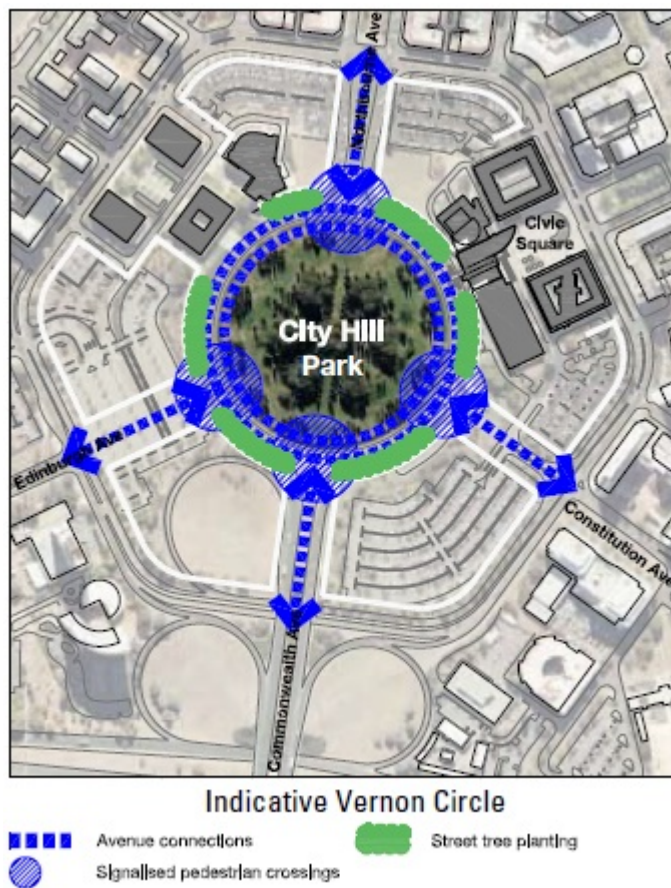 Ave
Civic
Square
City Hill
Park
Edinburgh Ave
Constitution Av
Commonwealth Ave
Indicative Vernon Circle
Avenue connections
Street tree planting
Signalised pedestrian crossings